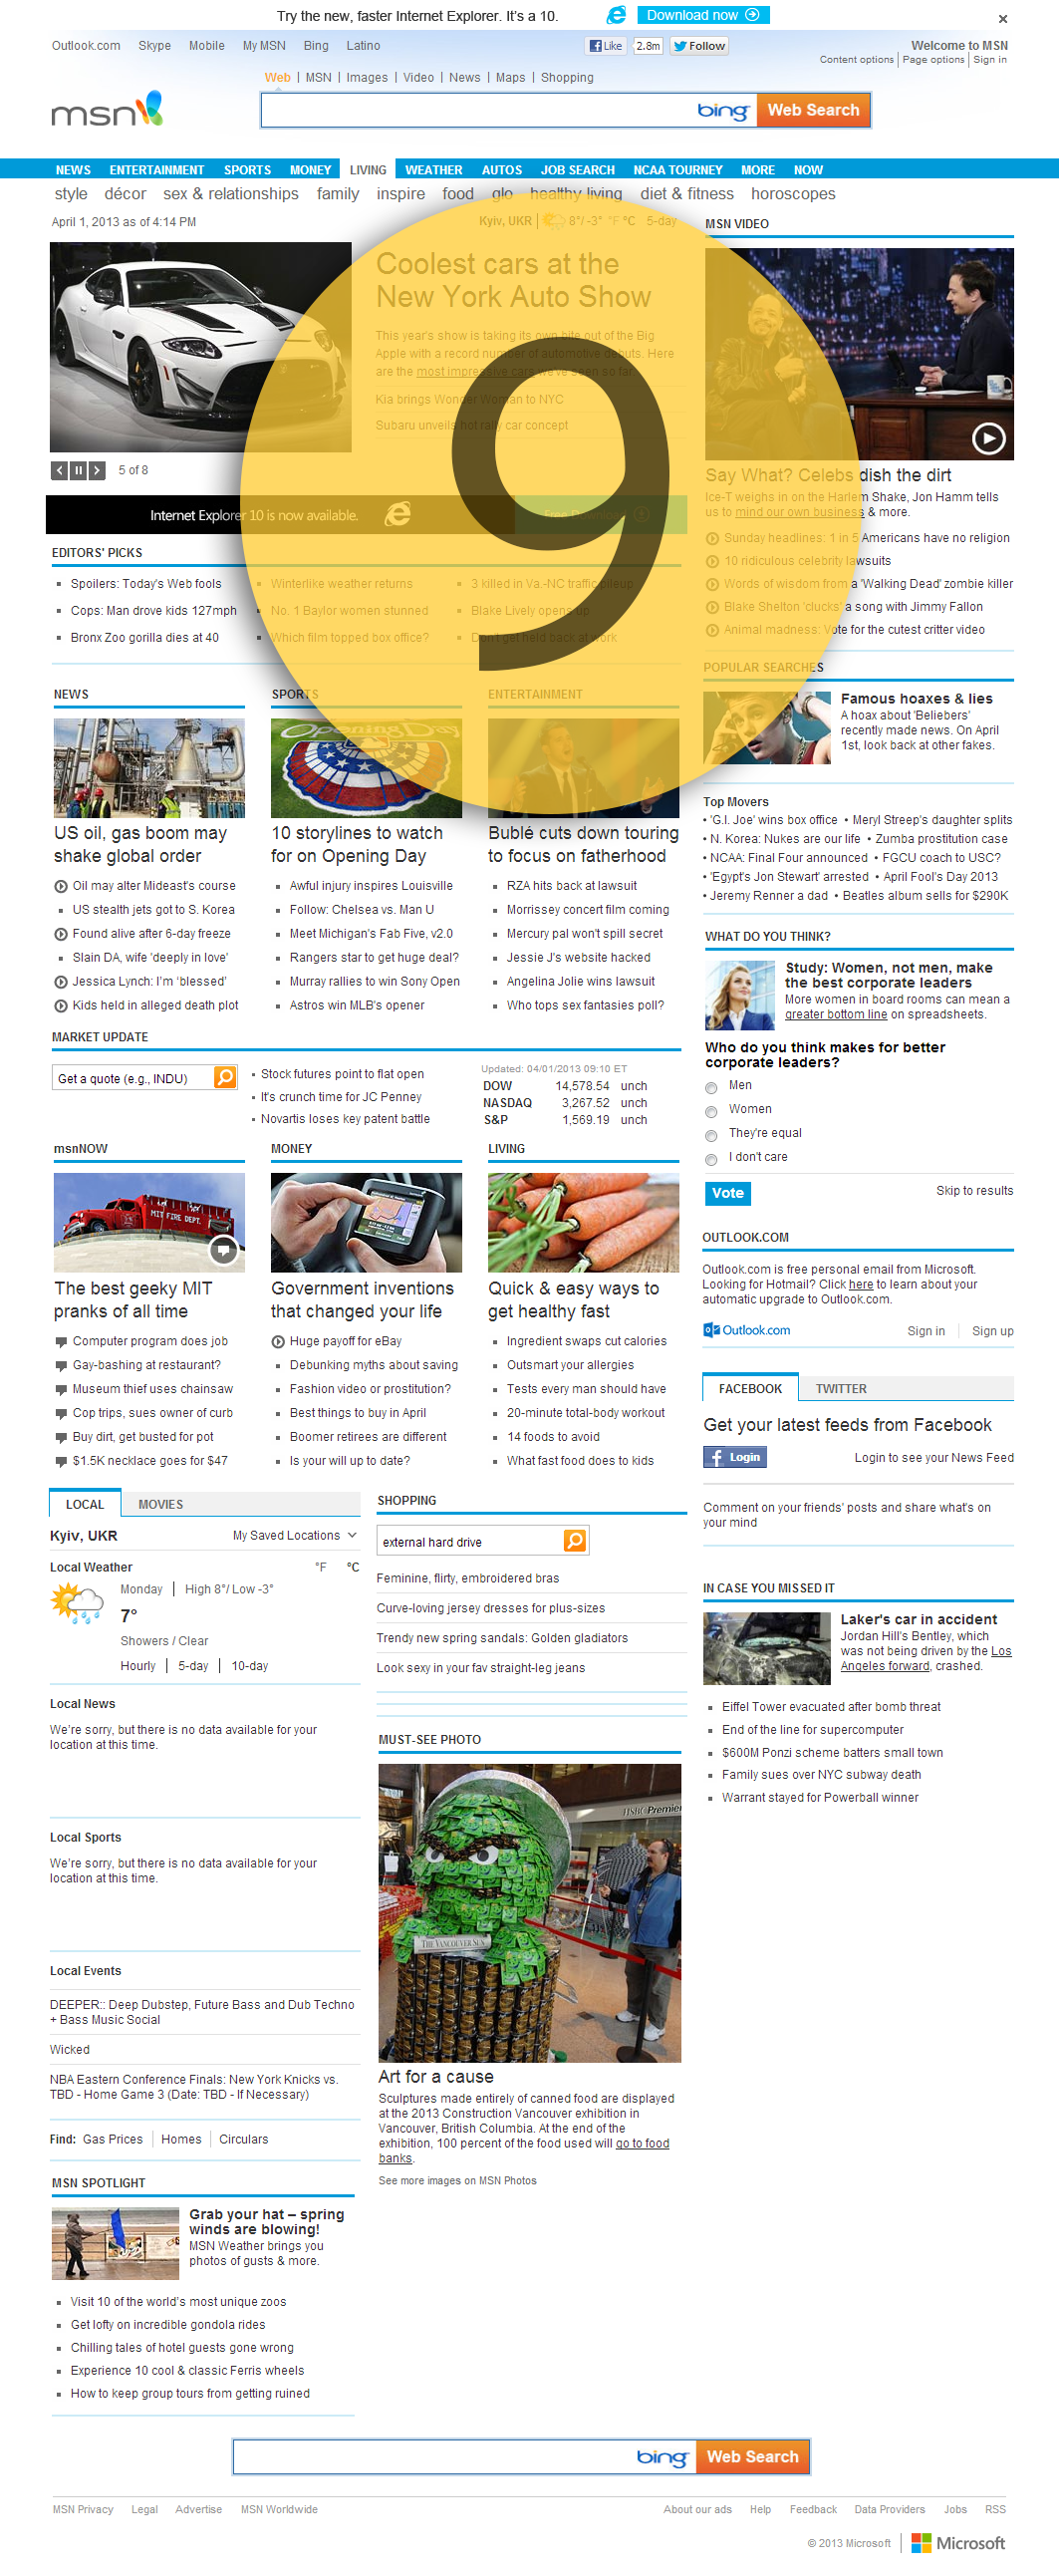 Try the new, faster Internet Explorer. It's a 10.
Download now
Outlook.com Skype Mobile My MSN Bing Latino
Like 2.8m Follow
Welcome to MSN
Content options Page options Sign in
Web MSN Images Video News Maps Shopping
msn
bing Web Search
NEWS ENTERTAINMENT SPORTS MONEY LIVING WEATHER AUTOS JOB SEARCH NCAA TOURNEY MORE NOW
style décor sex & relationships family inspire food glo healthy living diet & fitness horoscopes
April 1, 2013 as of 4:14 PM
Kyiv, UKR 8°/ -3° °F °C 5-day
Coolest cars at the
New York Auto Show
This year's show is taking its own bite out of the Big
Apple with a record number of automotive debuts. Here
are the most impressive cars we've seen so far.
Kia brings Wonder Woman to NYC
Subaru unveils hot rally car concept
9
5 of 8
Internet Explorer 10 is now available.
Free Download
EDITORS' PICKS
Spoilers: Today's Web fools
Cops: Man drove kids 127mph
Bronx Zoo gorilla dies at 40
Winterlike weather returns
No. 1 Baylor women stunned
Which film topped box office?
3 killed in Va.-NC traffic pileup
Blake Lively opens up
Don't get held back at work
NEWS
US oil, gas boom may
shake global order
Oil may alter Mideast's course
US stealth jets got to S. Korea
Found alive after 6-day freeze
Slain DA, wife 'deeply in love'
Jessica Lynch: I'm 'blessed'
Kids held in alleged death plot
SPORTS
Opening Day
10 storylines to watch
for on Opening Day
Awful injury inspires Louisville
Follow: Chelsea vs. Man U
Meet Michigan's Fab Five, v2.0
Rangers star to get huge deal?
Murray rallies to win Sony Open
Astros win MLB's opener
ENTERTAINMENT
Bublé cuts down touring
to focus on fatherhood
RZA hits back at lawsuit
Morrissey concert film coming
Mercury pal won't spill secret
Jessie J's website hacked
Angelina Jolie wins lawsuit
Who tops sex fantasies poll?
MARKET UPDATE
Get a quote (e.g., INDU)
Stock futures point to flat open
It's crunch time for JC Penney
Novartis loses key patent battle
Updated: 04/01/2013 09:10 ET
DOW 14,578.54 unch
NASDAQ 3,267.52 unch
S&P 1,569.19 unch
msnNOW
MIT FIRE DEPT.
The best geeky MIT
pranks of all time
Computer program does job
Gay-bashing at restaurant?
Museum thief uses chainsaw
Cop trips, sues owner of curb
Buy dirt, get busted for pot
$1.5K necklace goes for $47
MONEY
Government inventions
that changed your life
Huge payoff for eBay
Debunking myths about saving
Fashion video or prostitution?
Best things to buy in April
Boomer retirees are different
Is your will up to date?
LIVING
Quick & easy ways to
get healthy fast
Ingredient swaps cut calories
Outsmart your allergies
Tests every man should have
20-minute total-body workout
14 foods to avoid
What fast food does to kids
LOCAL MOVIES
Kyiv, UKR My Saved Locations
Local Weather °F °C
Monday High 8°/ Low -3°
7°
Showers / Clear
Hourly 5-day 10-day
Local News
We're sorry, but there is no data available for your
location at this time.
Local Sports
We're sorry, but there is no data available for your
location at this time.
Local Events
DEEPER:: Deep Dubstep, Future Bass and Dub Techno
+ Bass Music Social
Wicked
NBA Eastern Conference Finals: New York Knicks vs.
TBD - Home Game 3 (Date: TBD - If Necessary)
Find: Gas Prices Homes Circulars
MSN SPOTLIGHT
Grab your hat – spring
winds are blowing!
MSN Weather brings you
photos of gusts & more.
Visit 10 of the world's most unique zoos
Get lofty on incredible gondola rides
Chilling tales of hotel guests gone wrong
Experience 10 cool & classic Ferris wheels
How to keep group tours from getting ruined
SHOPPING
external hard drive
Feminine, flirty, embroidered bras
Curve-loving jersey dresses for plus-sizes
Trendy new spring sandals: Golden gladiators
Look sexy in your fav straight-leg jeans
MUST-SEE PHOTO
HSBC Premier
THE VANCOUVER SUN
Art for a cause
Sculptures made entirely of canned food are displayed
at the 2013 Construction Vancouver exhibition in
Vancouver, British Columbia. At the end of the
exhibition, 100 percent of the food used will go to food
banks.
See more images on MSN Photos
MSN VIDEO
Say What? Celebs dish the dirt
Ice-T weighs in on the Harlem Shake, Jon Hamm tells
us to mind our own business & more.
Sunday headlines: 1 in 5 Americans have no religion
10 ridiculous celebrity lawsuits
Words of wisdom from a 'Walking Dead' zombie killer
Blake Shelton 'clucks' a song with Jimmy Fallon
Animal madness: Vote for the cutest critter video
POPULAR SEARCHES
Famous hoaxes & lies
A hoax about 'Beliebers'
recently made news. On April
1st, look back at other fakes.
Top Movers
• 'G.I. Joe' wins box office • Meryl Streep's daughter splits
• N. Korea: Nukes are our life • Zumba prostitution case
• NCAA: Final Four announced • FGCU coach to USC?
• 'Egypt's Jon Stewart' arrested • April Fool's Day 2013
• Jeremy Renner a dad • Beatles album sells for $290K
WHAT DO YOU THINK?
Study: Women, not men, make
the best corporate leaders
More women in board rooms can mean a
greater bottom line on spreadsheets.
Who do you think makes for better
corporate leaders?
Men
Women
They're equal
I don't care
Vote Skip to results
OUTLOOK.COM
Outlook.com is free personal email from Microsoft.
Looking for Hotmail? Click here to learn about your
automatic upgrade to Outlook.com.
Outlook.com Sign in Sign up
FACEBOOK TWITTER
Get your latest feeds from Facebook
Login Login to see your News Feed
Comment on your friends' posts and share what's on
your mind
IN CASE YOU MISSED IT
Laker's car in accident
Jordan Hill's Bentley, which
was not being driven by the Los
Angeles forward, crashed.
Eiffel Tower evacuated after bomb threat
End of the line for supercomputer
$600M Ponzi scheme batters small town
Family sues over NYC subway death
Warrant stayed for Powerball winner
bing Web Search
MSN Privacy Legal Advertise MSN Worldwide
About our ads Help Feedback Data Providers Jobs RSS
© 2013 Microsoft Microsoft